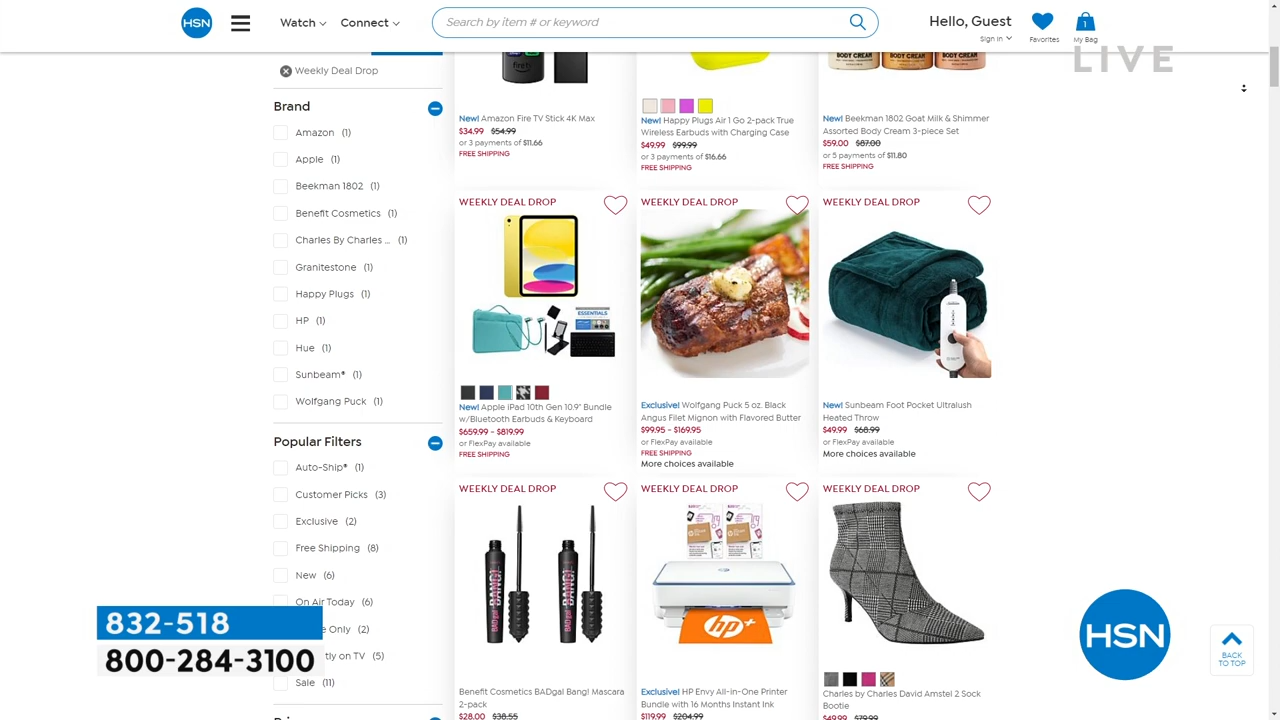 HSN
Watch
Connect
Search by item # or keyword
Hello, Guest
Sign In
Favorites
1
My Bag
LIVE
Weekly Deal Drop
Brand
Amazon (1)
Apple (1)
Beekman 1802 (1)
Benefit Cosmetics (1)
Charles By Charles ... (1)
Granitestone (1)
Happy Plugs (1)
HP (1)
Hue (1)
Sunbeam® (1)
Wolfgang Puck (1)
Popular Filters
Auto-Ship® (1)
Customer Picks (3)
Exclusive (2)
Free Shipping (8)
New (6)
On Air Today (6)
e Only (2)
tly on TV (5)
Sale (11)
832-518
800-284-3100
firetv
New! Amazon Fire TV Stick 4K Max
$34.99 $54.99
or 3 payments of $11.66
FREE SHIPPING
New! Happy Plugs Air 1 Go 2-pack True
Wireless Earbuds with Charging Case
$49.99 $99.99
or 3 payments of $16.66
FREE SHIPPING
BODY CREAM
BODY CREAM
BODY CREAM
New! Beekman 1802 Goat Milk & Shimmer
Assorted Body Cream 3-piece Set
$59.00 $87.00
or 5 payments of $11.80
FREE SHIPPING
WEEKLY DEAL DROP
ESSENTIALS
New! Apple iPad 10th Gen 10.9" Bundle
w/Bluetooth Earbuds & Keyboard
$659.99 - $819.99
or FlexPay available
FREE SHIPPING
WEEKLY DEAL DROP
Exclusive! Wolfgang Puck 5 oz. Black
Angus Filet Mignon with Flavored Butter
$99.95 - $169.95
or FlexPay available
FREE SHIPPING
More choices available
WEEKLY DEAL DROP
New! Sunbeam Foot Pocket Ultralush
Heated Throw
$49.99 $68.99
or FlexPay available
More choices available
WEEKLY DEAL DROP
BANG!
BANG!
Benefit Cosmetics BADgal Bang! Mascara
2-pack
$28.00 $38.55
WEEKLY DEAL DROP
hp+
Exclusive! HP Envy All-in-One Printer
Bundle with 16 Months Instant Ink
$119.99 $204.99
WEEKLY DEAL DROP
Charles by Charles David Amstel 2 Sock
Bootie
$49.99 $79.99
HSN
BACK
TO TOP